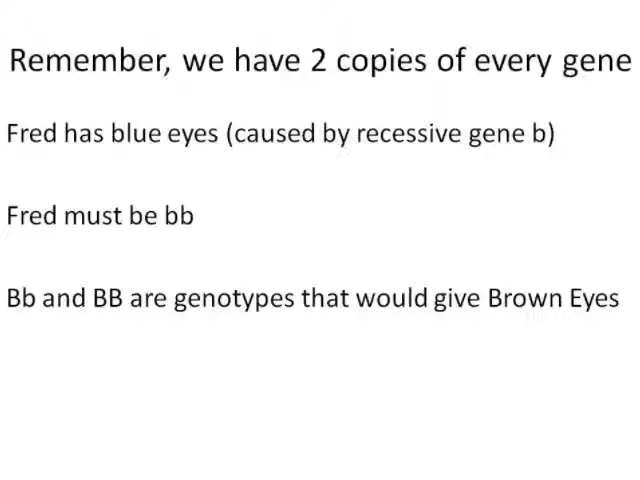 Remember, we have 2 copies of every gene
Fred has blue eyes (caused by recessive gene b)
Fred must be bb
Bb and BB are genotypes that would give Brown Eyes